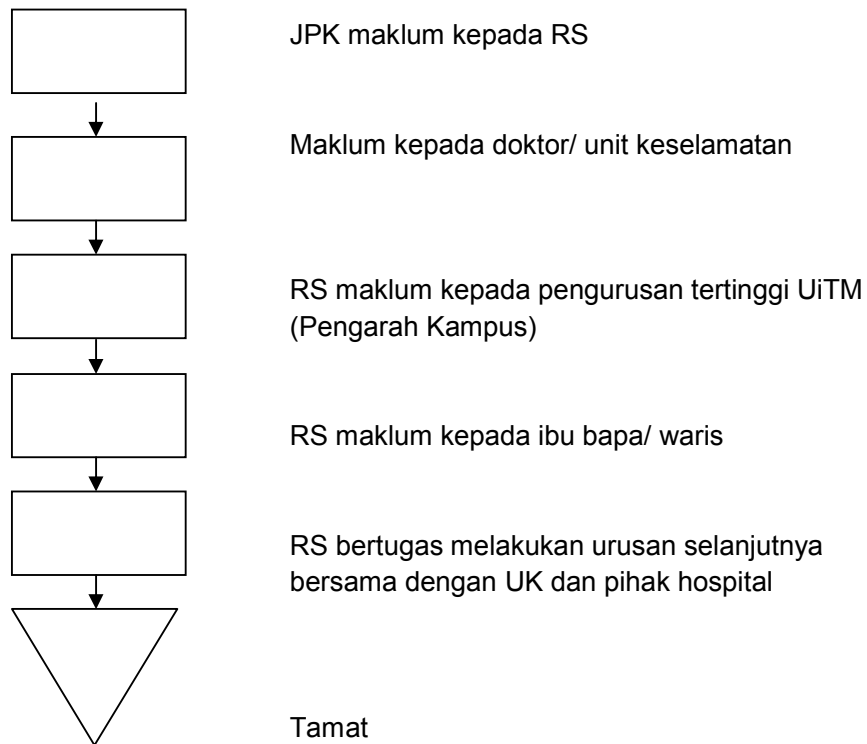 JPK maklum kepada RS
Maklum kepada doktor/ unit keselamatan
RS maklum kepada pengurusan tertinggi UiTM
(Pengarah Kampus)
RS maklum kepada ibu bapa/ waris
RS bertugas melakukan urusan selanjutnya
bersama dengan UK dan pihak hospital
Tamat